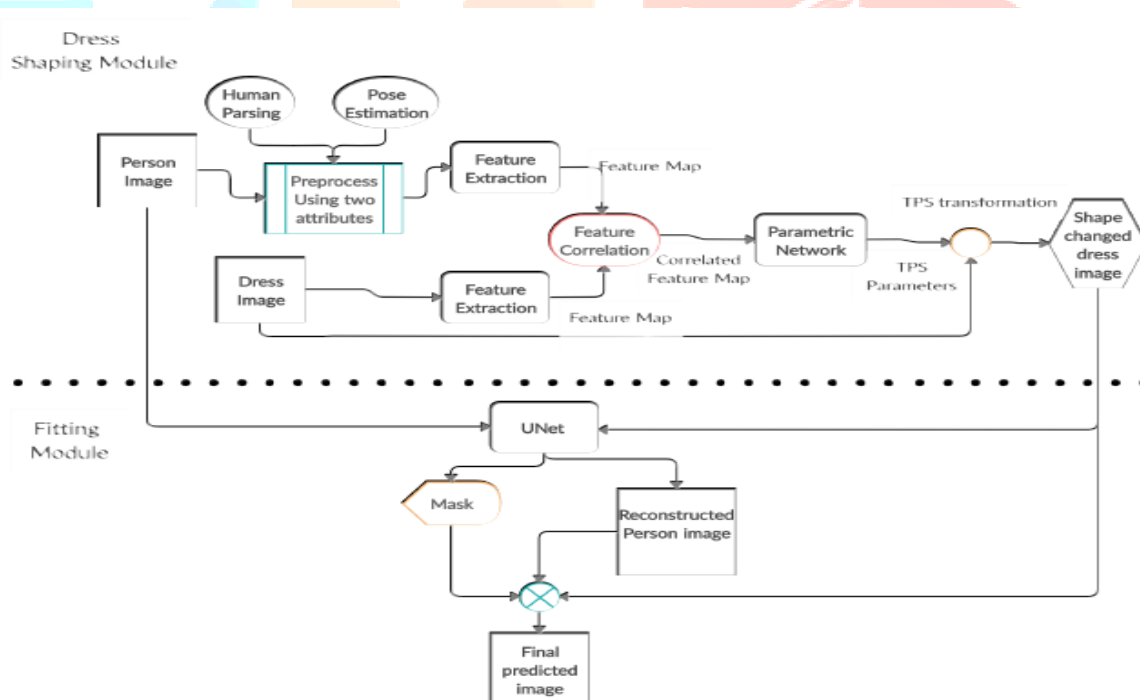 Dress
Shaping Module
Human
Parsing
Pose
Estimation
Person
Image
Preprocess
Using two
attributes
Feature
Extraction
Feature Map
Feature
Correlation
Correlated
Feature Map
Parametric
Network
TPS transformation
TPS
Parameters
Shape
changed
dress
image
Dress
Image
Feature
Extraction
Feature Map
Fitting
Module
UNet
Mask
Reconstructed
Person image
Final
predicted
image